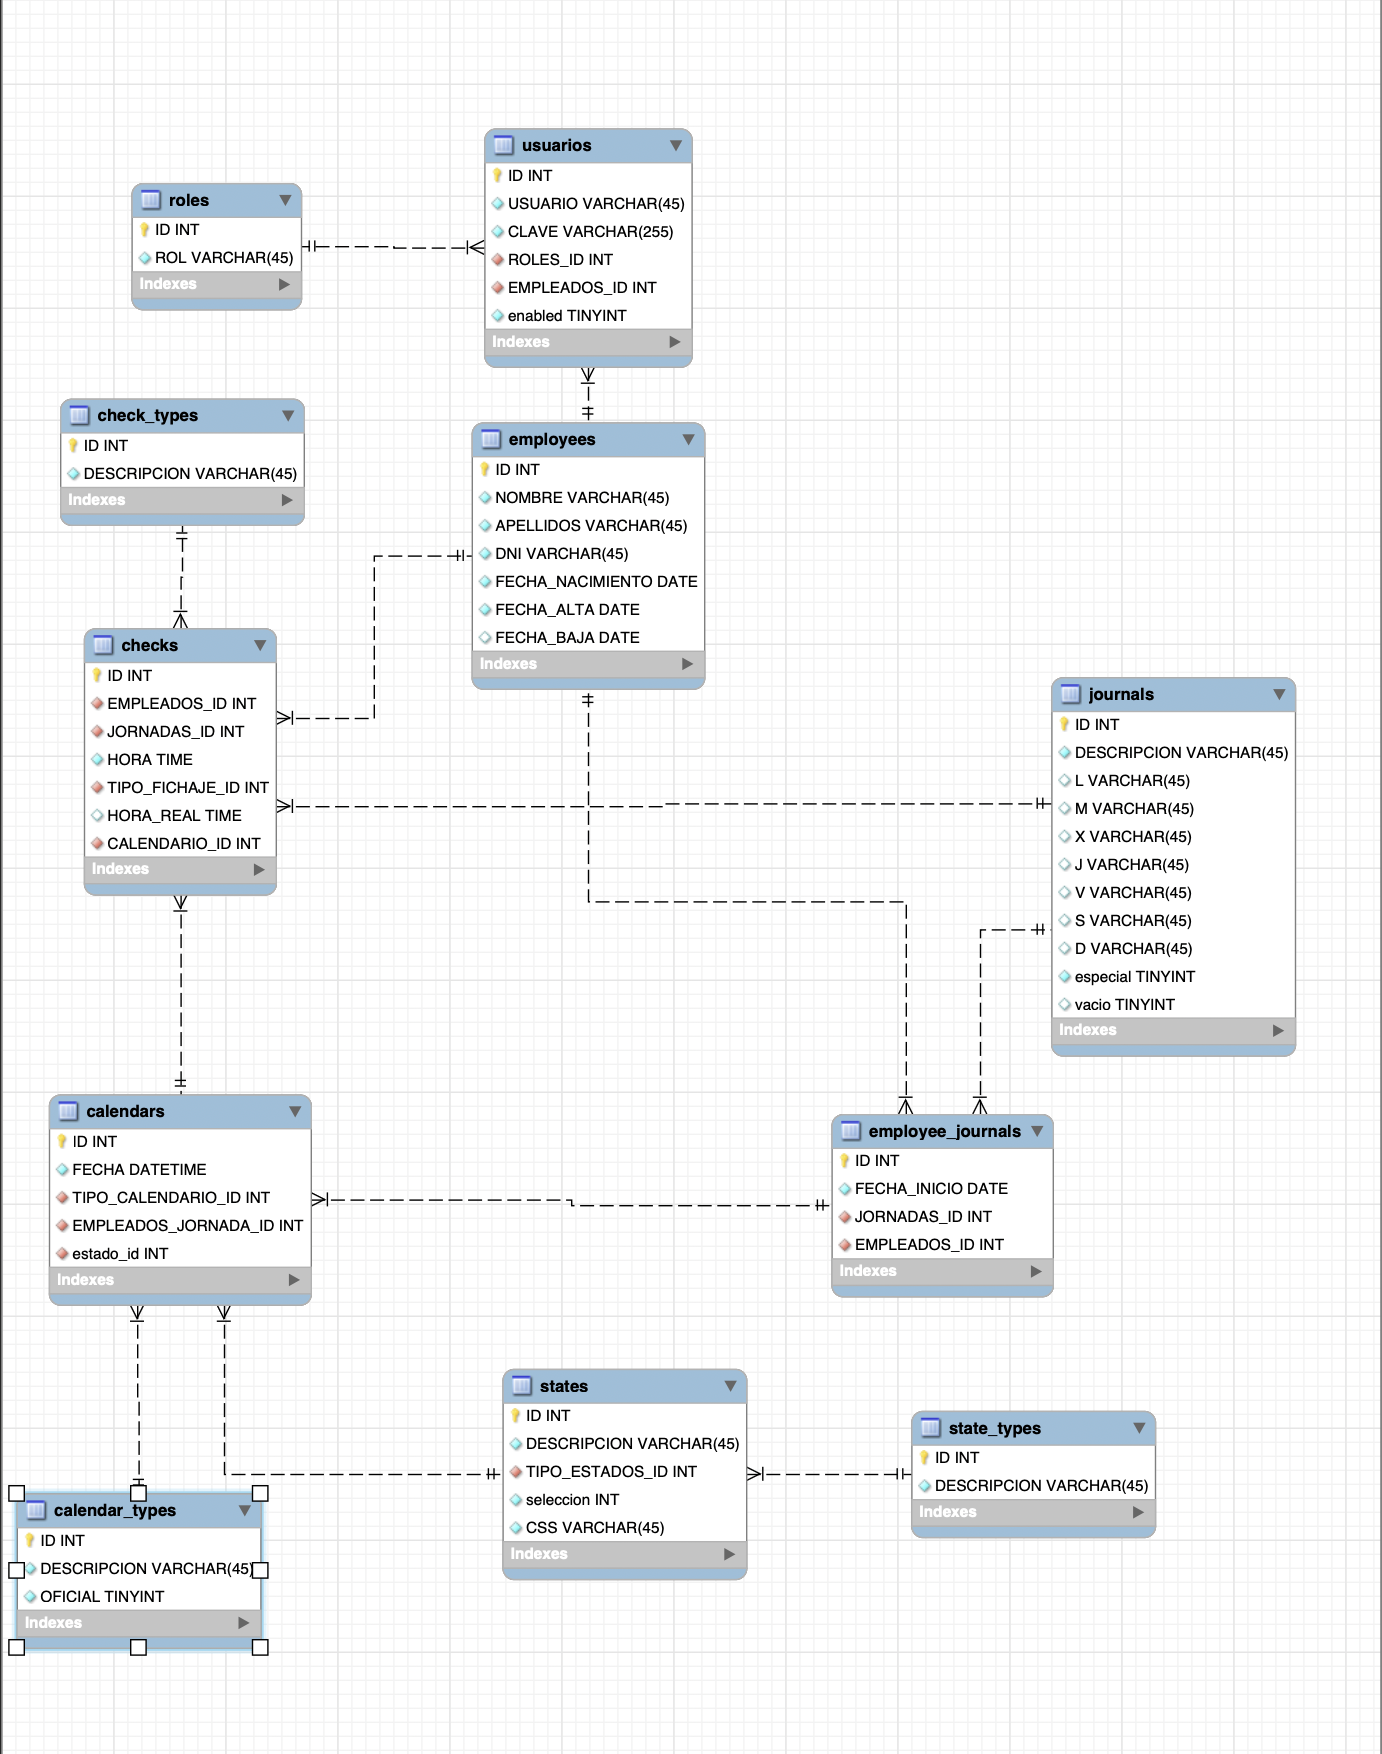 usuarios
ID INT
USUARIO VARCHAR(45)
CLAVE VARCHAR(255)
ROLES_ID INT
EMPLEADOS_ID INT
enabled TINYINT
Indexes
roles
ID INT
ROL VARCHAR(45)
Indexes
check_types
ID INT
DESCRIPCION VARCHAR(45)
Indexes
employees
ID INT
NOMBRE VARCHAR(45)
APELLIDOS VARCHAR(45)
DNI VARCHAR(45)
FECHA_NACIMIENTO DATE
FECHA_ALTA DATE
FECHA_BAJA DATE
Indexes
checks
ID INT
EMPLEADOS_ID INT
JORNADAS_ID INT
HORA TIME
TIPO_FICHAJE_ID INT
HORA_REAL TIME
CALENDARIO_ID INT
Indexes
journals
ID INT
DESCRIPCION VARCHAR(45)
L VARCHAR(45)
M VARCHAR(45)
X VARCHAR(45)
J VARCHAR(45)
V VARCHAR(45)
S VARCHAR(45)
D VARCHAR(45)
especial TINYINT
vacio TINYINT
Indexes
calendars
ID INT
FECHA DATETIME
TIPO_CALENDARIO_ID INT
EMPLEADOS_JORNADA_ID INT
estado_id INT
Indexes
employee_journals
ID INT
FECHA_INICIO DATE
JORNADAS_ID INT
EMPLEADOS_ID INT
Indexes
states
ID INT
DESCRIPCION VARCHAR(45)
TIPO_ESTADOS_ID INT
seleccion INT
CSS VARCHAR(45)
Indexes
state_types
ID INT
DESCRIPCION VARCHAR(45)
Indexes
calendar_types
ID INT
DESCRIPCION VARCHAR(45)
OFICIAL TINYINT
Indexes